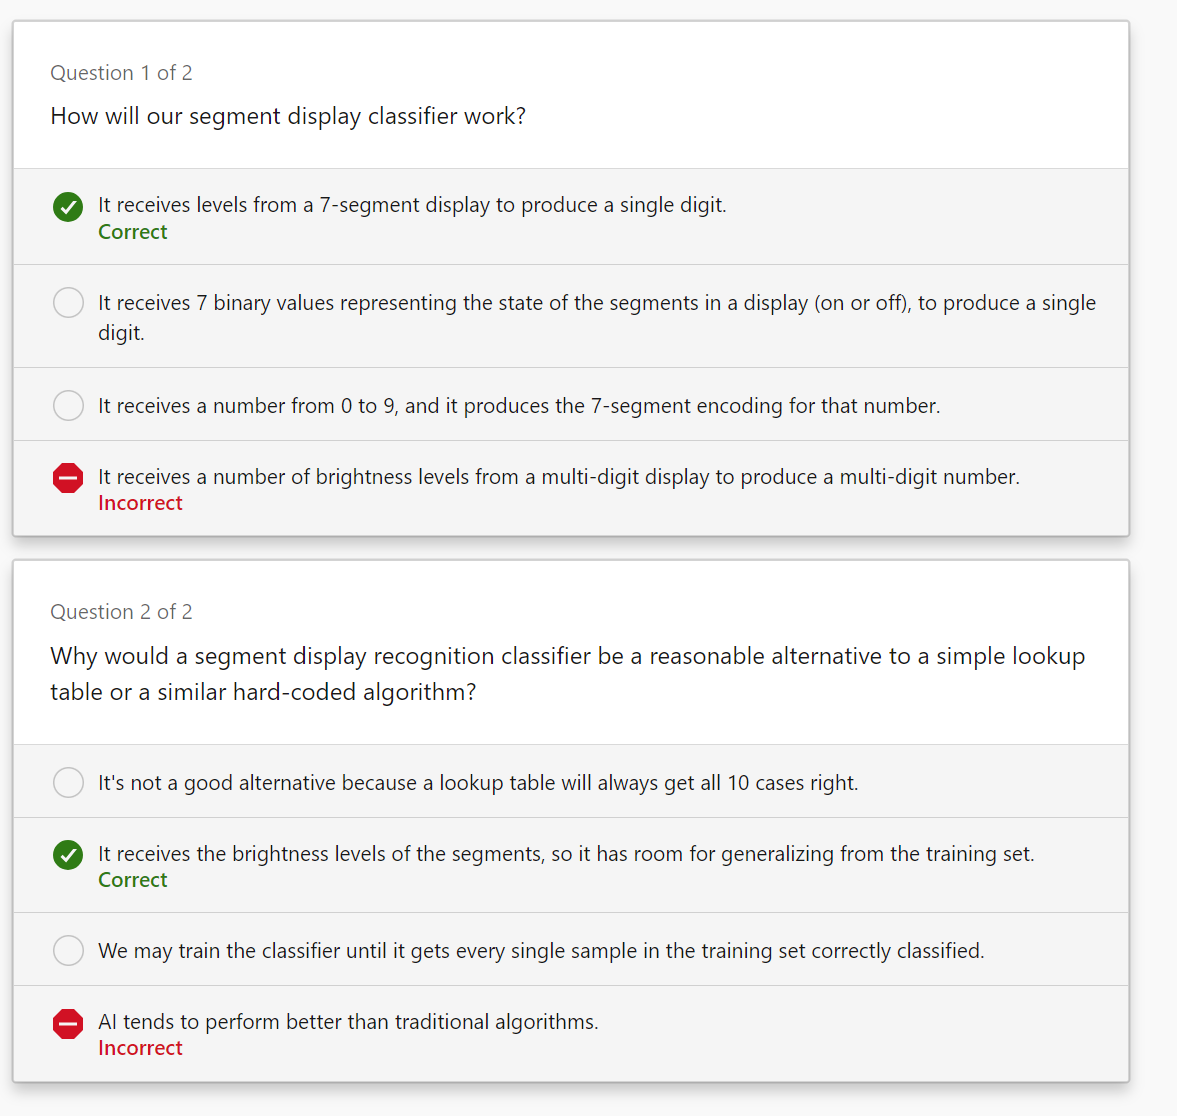 Question 1 of 2
How will our segment display classifier work?
It receives levels from a 7-segment display to produce a single digit.
Correct
It receives 7 binary values representing the state of the segments in a display (on or off), to produce a single
digit.
It receives a number from 0 to 9, and it produces the 7-segment encoding for that number.
It receives a number of brightness levels from a multi-digit display to produce a multi-digit number.
Incorrect
Question 2 of 2
Why would a segment display recognition classifier be a reasonable alternative to a simple lookup
table or a similar hard-coded algorithm?
It's not a good alternative because a lookup table will always get all 10 cases right.
It receives the brightness levels of the segments, so it has room for generalizing from the training set.
Correct
We may train the classifier until it gets every single sample in the training set correctly classified.
AI tends to perform better than traditional algorithms.
Incorrect